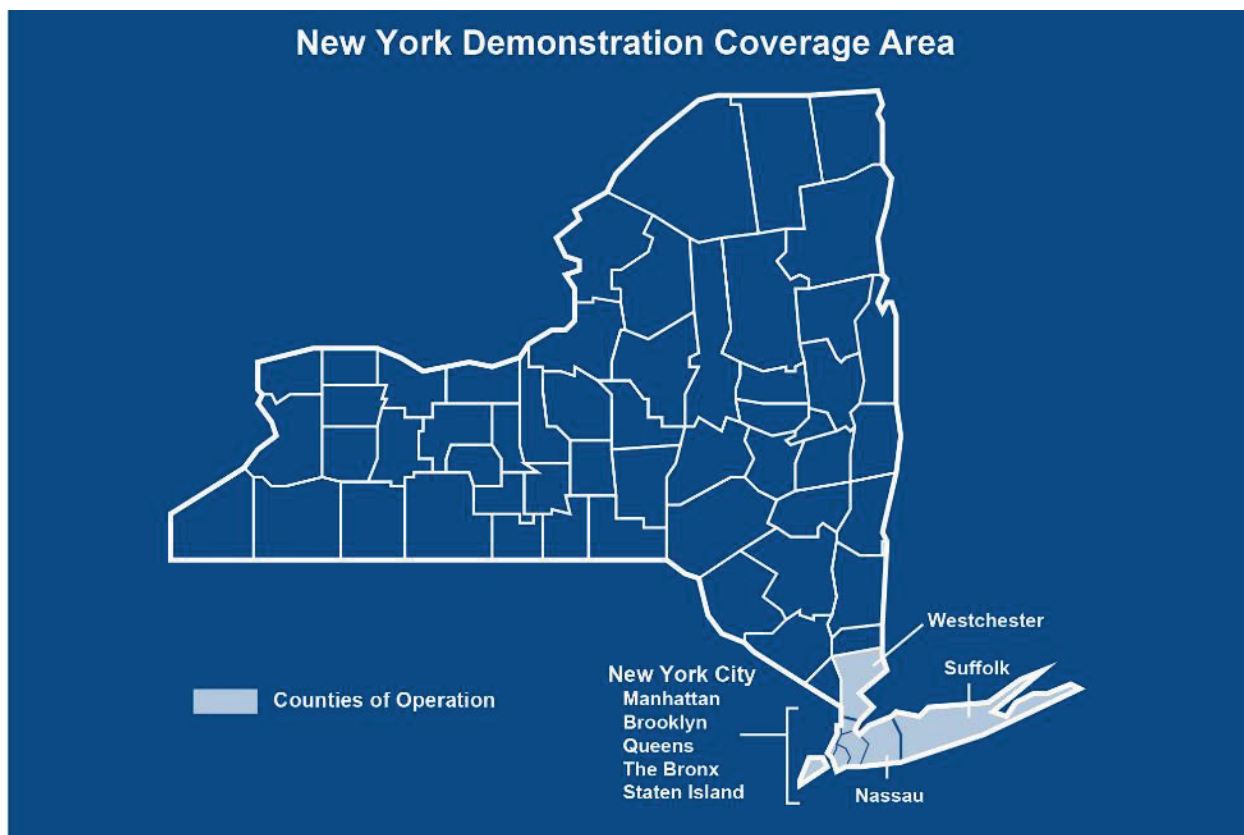 New York Demonstration Coverage Area
Westchester
Suffolk
New York City
Manhattan
Brooklyn
Queens
The Bronx
Staten Island
Nassau
Counties of Operation